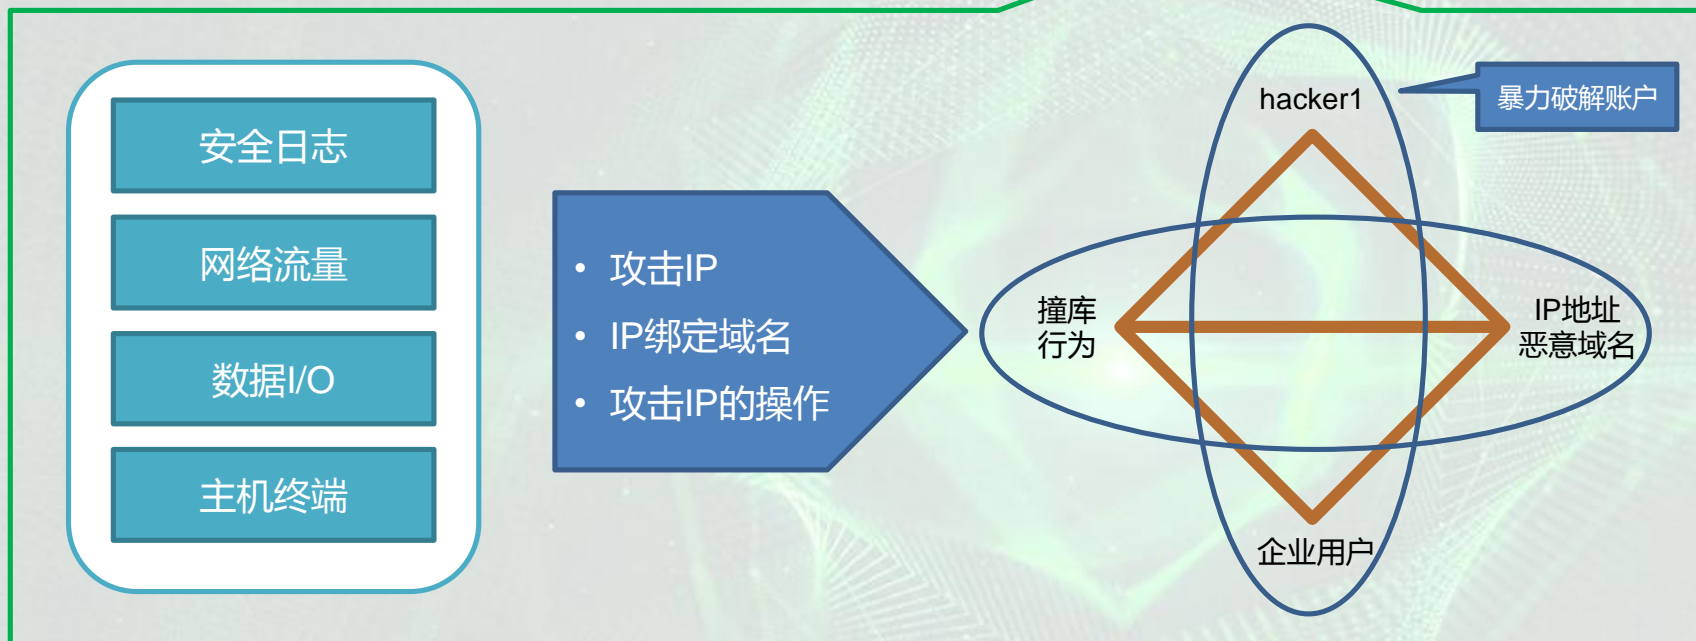 安全日志
网络流量
数据I/O
主机终端
• 攻击IP
• IP绑定域名
• 攻击IP的操作
hacker1
暴力破解账户
撞库
行为
IP地址
恶意域名
企业用户